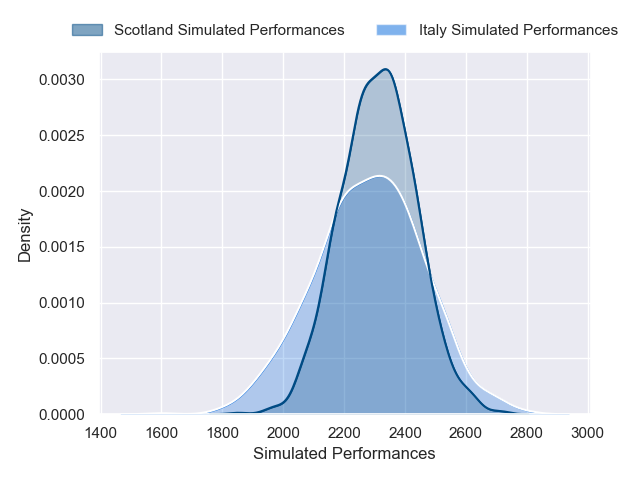 Scotland Simulated Performances Italy Simulated Performances
0.0030
0.0025
0.0020
0.0015
0.0010
0.0005
0.0000
Density
1400 1600 1800 2000 2200 2400 2600 2800 3000
Simulated Performances